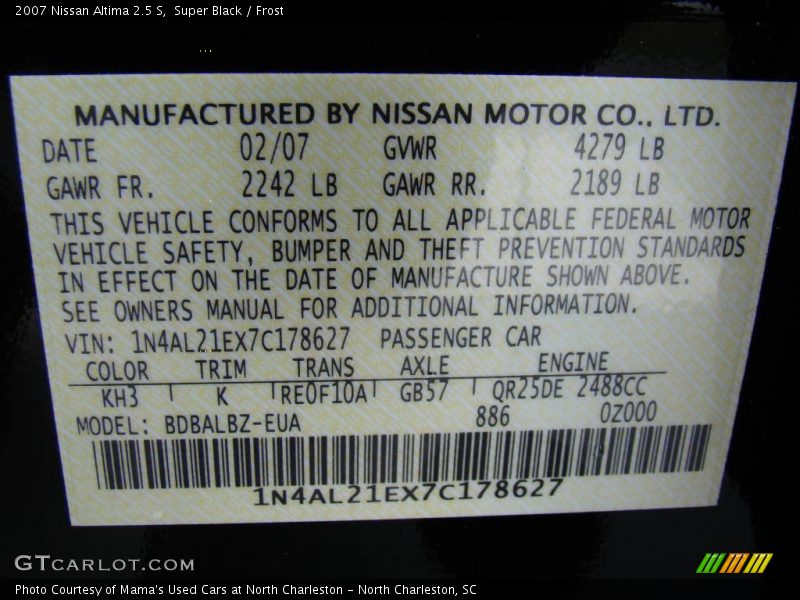 2007 Nissan Altima 2.5 S, Super Black / Frost
MANUFACTURED BY NISSAN MOTOR CO., LTD.
DATE 02/07 GVWR 4279 LB
GAWR FR. 2242 LB GAWR RR. 2189 LB
THIS VEHICLE CONFORMS TO ALL APPLICABLE FEDERAL MOTOR
VEHICLE SAFETY, BUMPER AND THEFT PREVENTION STANDARDS
IN EFFECT ON THE DATE OF MANUFACTURE SHOWN ABOVE.
SEE OWNERS MANUAL FOR ADDITIONAL INFORMATION.
VIN: 1N4AL21EX7C178627 PASSENGER CAR
COLOR TRIM TRANS AXLE ENGINE
KH3 K RE0F10A GB57 QR25DE 2488CC
MODEL: BDBALBZ-EUA 886 0Z000
1N4AL21EX7C178627
GTCARLOT.COM
Photo Courtesy of Mama's Used Cars at North Charleston - North Charleston, SC